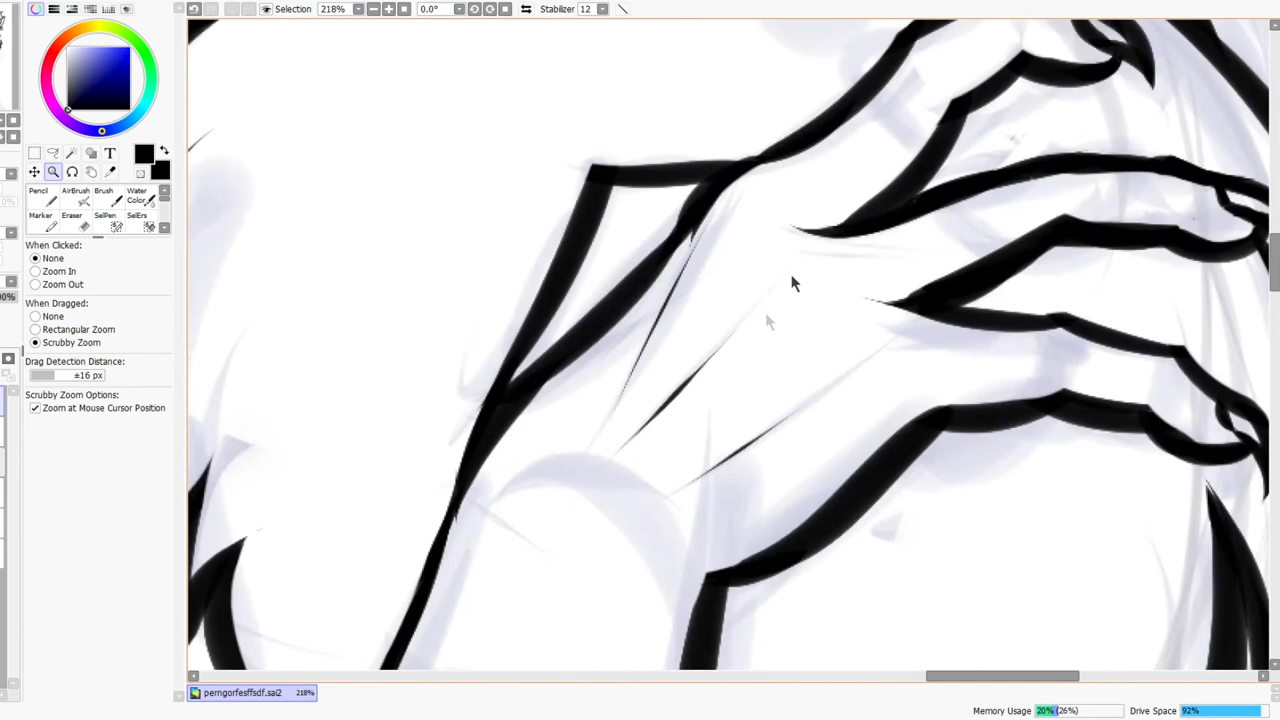 Selection 218% 0.0° Stabilizer 12
T
Pencil AirBrush Brush Water Color
Marker Eraser SelPen SelErs
When Clicked:
None
Zoom In
Zoom Out
When Dragged:
None
Rectangular Zoom
Scrubby Zoom
Drag Detection Distance:
±16 px
Scrubby Zoom Options:
Zoom at Mouse Cursor Position
perngorfesffsdf.sai2 218%
Memory Usage 20% (26%) Drive Space 92%